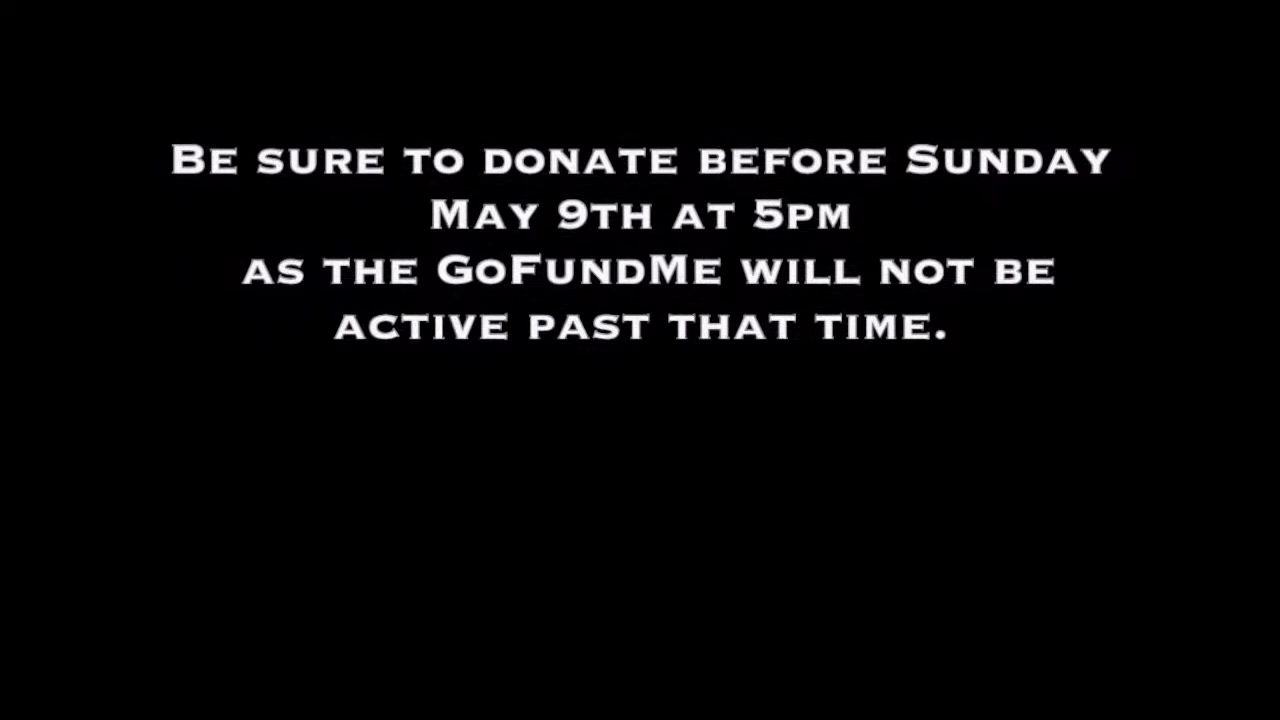 Be sure to donate before Sunday
May 9th at 5pm
as the GoFundMe will not be
active past that time.